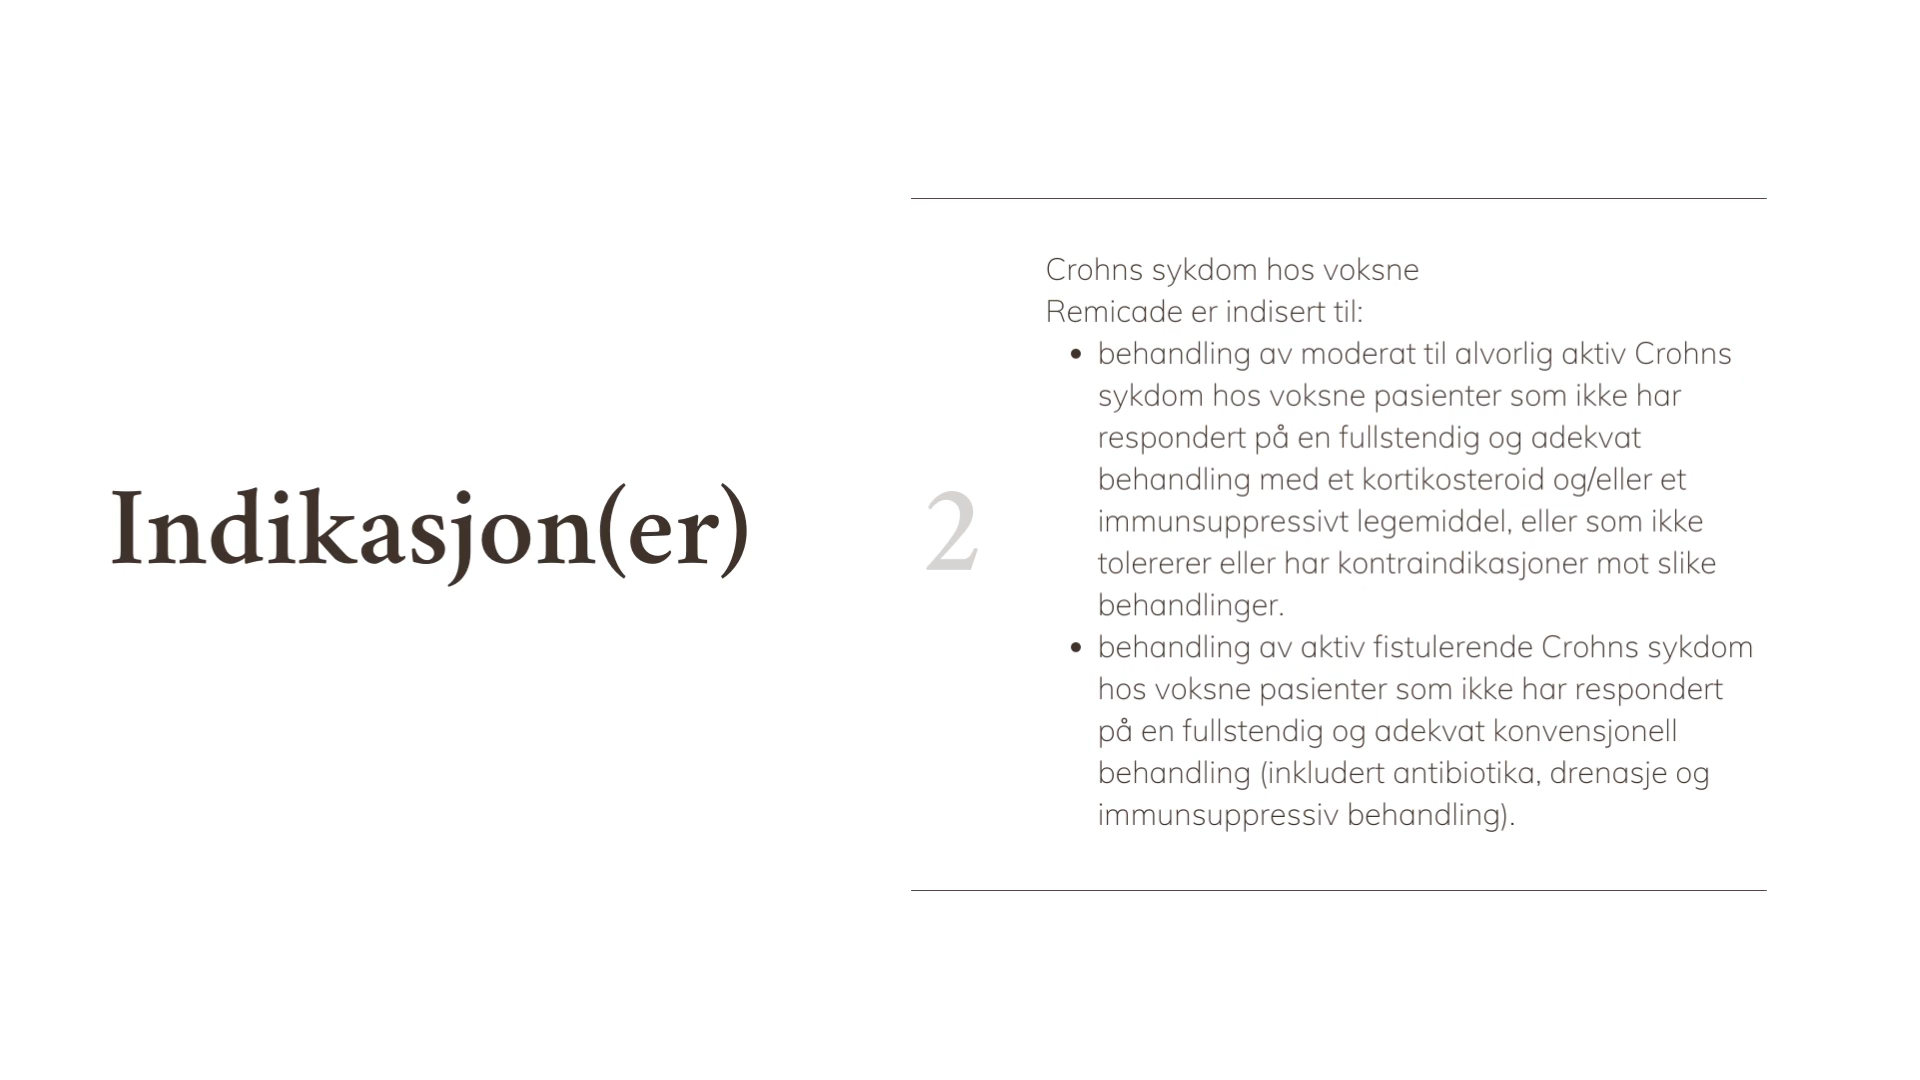 Indikasjon(er)
2
Crohns sykdom hos voksne
Remicade er indisert til:
• behandling av moderat til alvorlig aktiv Crohns
sykdom hos voksne pasienter som ikke har
respondert på en fullstendig og adekvat
behandling med et kortikosteroid og/eller et
immunsuppressivt legemiddel, eller som ikke
tolererer eller har kontraindikasjoner mot slike
behandlinger.
• behandling av aktiv fistulerende Crohns sykdom
hos voksne pasienter som ikke har respondert
på en fullstendig og adekvat konvensjonell
behandling (inkludert antibiotika, drenasje og
immunsuppressiv behandling).